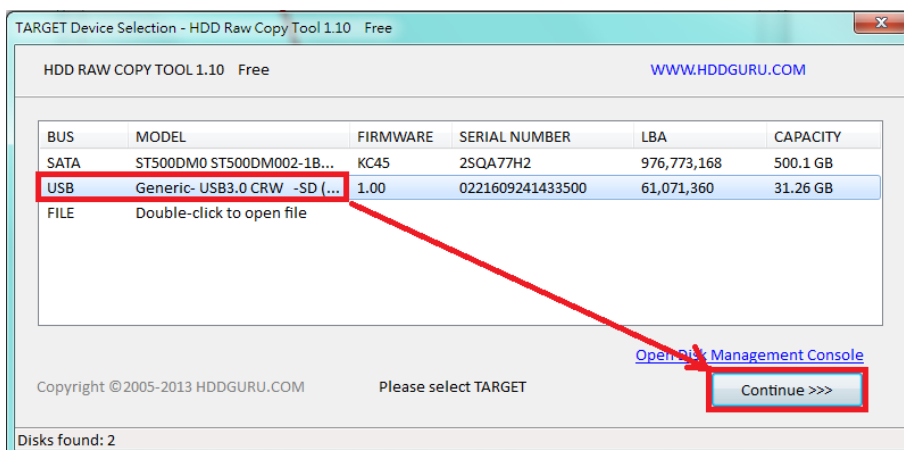 TARGET Device Selection - HDD Raw Copy Tool 1.10 Free
HDD RAW COPY TOOL 1.10 Free WWW.HDDGURU.COM
BUS MODEL FIRMWARE SERIAL NUMBER LBA CAPACITY
SATA ST500DM0 ST500DM002-1B... KC45 2SQA77H2 976,773,168 500.1 GB
USB Generic- USB3.0 CRW -SD (... 1.00 0221609241433500 61,071,360 31.26 GB
FILE Double-click to open file
Open Disk Management Console
Copyright ©2005-2013 HDDGURU.COM Please select TARGET Continue >>>
Disks found: 2